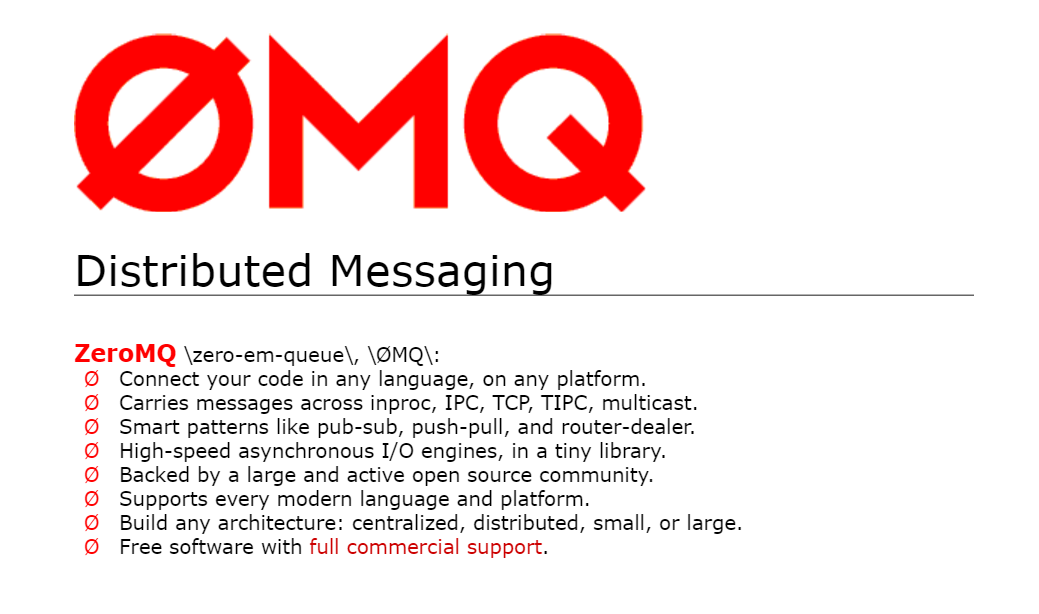 ØMQ
Distributed Messaging
ZeroMQ \zero-em-queue\, \ØMQ\:
Ø Connect your code in any language, on any platform.
Ø Carries messages across inproc, IPC, TCP, TIPC, multicast.
Ø Smart patterns like pub-sub, push-pull, and router-dealer.
Ø High-speed asynchronous I/O engines, in a tiny library.
Ø Backed by a large and active open source community.
Ø Supports every modern language and platform.
Ø Build any architecture: centralized, distributed, small, or large.
Ø Free software with full commercial support.